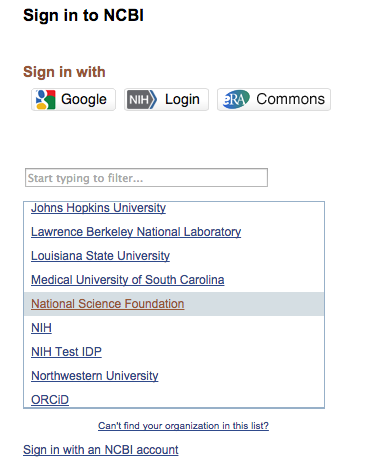 Sign in to NCBI
Sign in with
Google NIH Login eRA Commons
Start typing to filter...
Johns Hopkins University
Lawrence Berkeley National Laboratory
Louisiana State University
Medical University of South Carolina
National Science Foundation
NIH
NIH Test IDP
Northwestern University
ORCiD
Can't find your organization in this list?
Sign in with an NCBI account